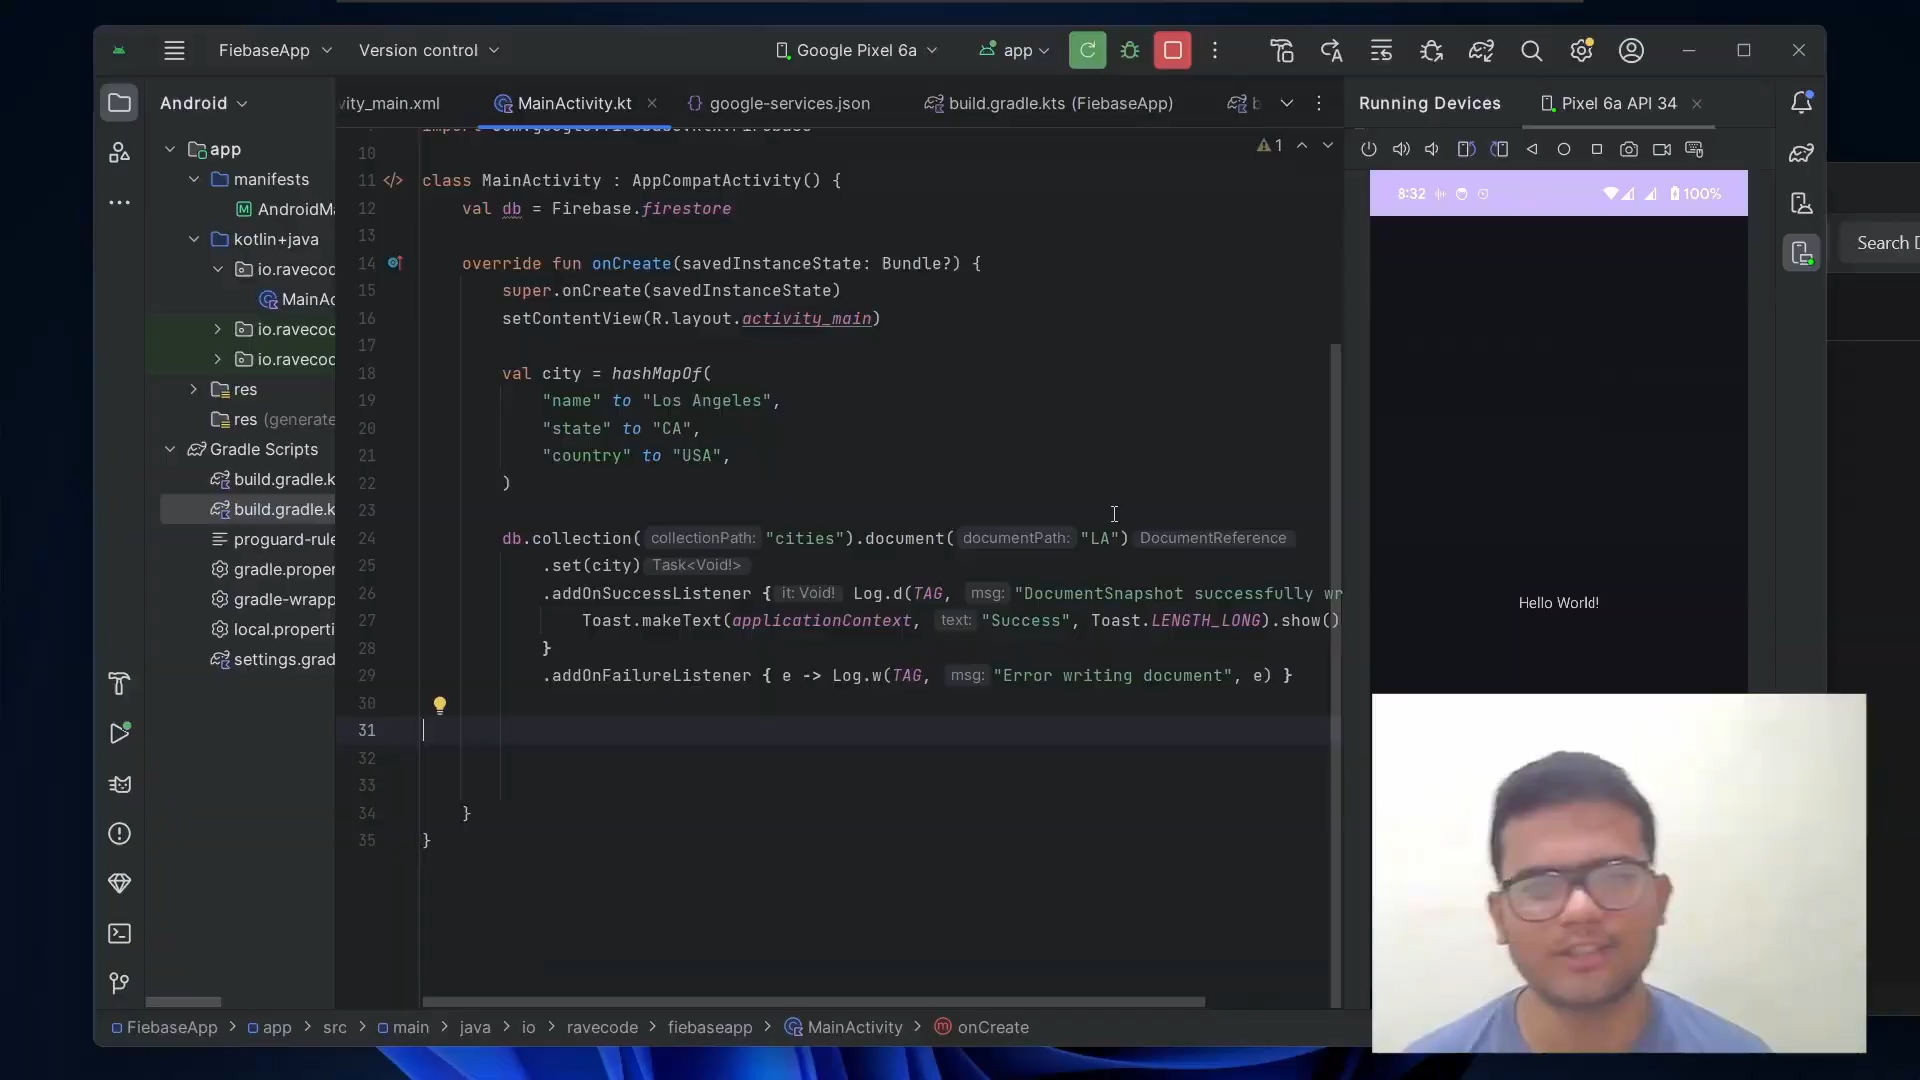 FiebaseApp
Version control
Google Pixel 6a
app
Android
vity_main.xml
MainActivity.kt
google-services.json
build.gradle.kts (FiebaseApp)
b
Running Devices
Pixel 6a API 34
app
manifests
AndroidMa
kotlin+java
io.ravecod
MainAc
io.ravecod
io.ravecod
res
res (generate
Gradle Scripts
build.gradle.k
build.gradle.k
proguard-rule
gradle.proper
gradle-wrapp
local.properti
settings.grad
1
10
11 class MainActivity : AppCompatActivity() {
12 val db = Firebase.firestore
13
14 override fun onCreate(savedInstanceState: Bundle?) {
15 super.onCreate(savedInstanceState)
16 setContentView(R.layout.activity_main)
17
18 val city = hashMapOf(
19 "name" to "Los Angeles",
20 "state" to "CA",
21 "country" to "USA",
22 )
23
24 db.collection( collectionPath: "cities").document( documentPath: "LA") DocumentReference
25 .set(city) Task<Void!>
26 .addOnSuccessListener { it: Void! Log.d(TAG, msg: "DocumentSnapshot successfully wr
27 Toast.makeText(applicationContext, text: "Success", Toast.LENGTH_LONG).show()
28 }
29 .addOnFailureListener { e -> Log.w(TAG, msg: "Error writing document", e) }
30
31
32
33
34 }
35 }
8:32
100%
Hello World!
Search D
FiebaseApp > app > src > main > java > io > ravecode > fiebaseapp > MainActivity > onCreate